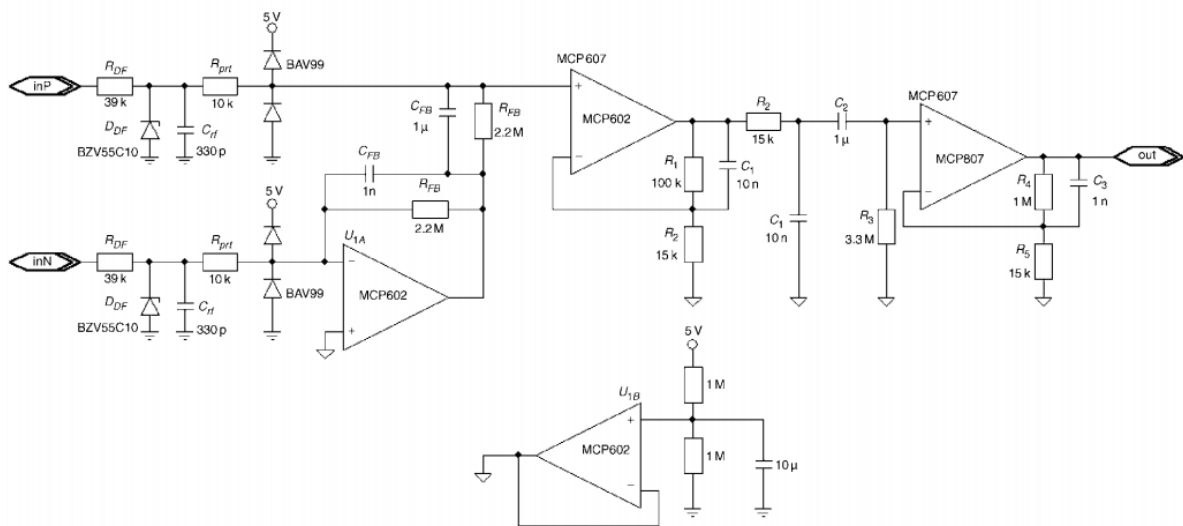 5 V
BAV99
inP
R_DF
39 k
D_DF
BZV55C10
C_rf
330 p
R_prt
10 k
C_FB
1 µ
R_FB
2.2 M
C_FB
1n
R_FB
2.2 M
MCP607
+
MCP602
−
R_1
100 k
C_1
10 n
R_2
15 k
R_2
15 k
C_1
10 n
C_2
1 µ
R_3
3.3 M
MCP607
+
MCP807
−
R_4
1 M
C_3
1 n
R_5
15 k
out
5 V
BAV99
inN
R_DF
39 k
D_DF
BZV55C10
C_rf
330 p
R_prt
10 k
U_1A
−
MCP602
+
5 V
1 M
1 M
10 µ
U_1B
+
MCP602
−